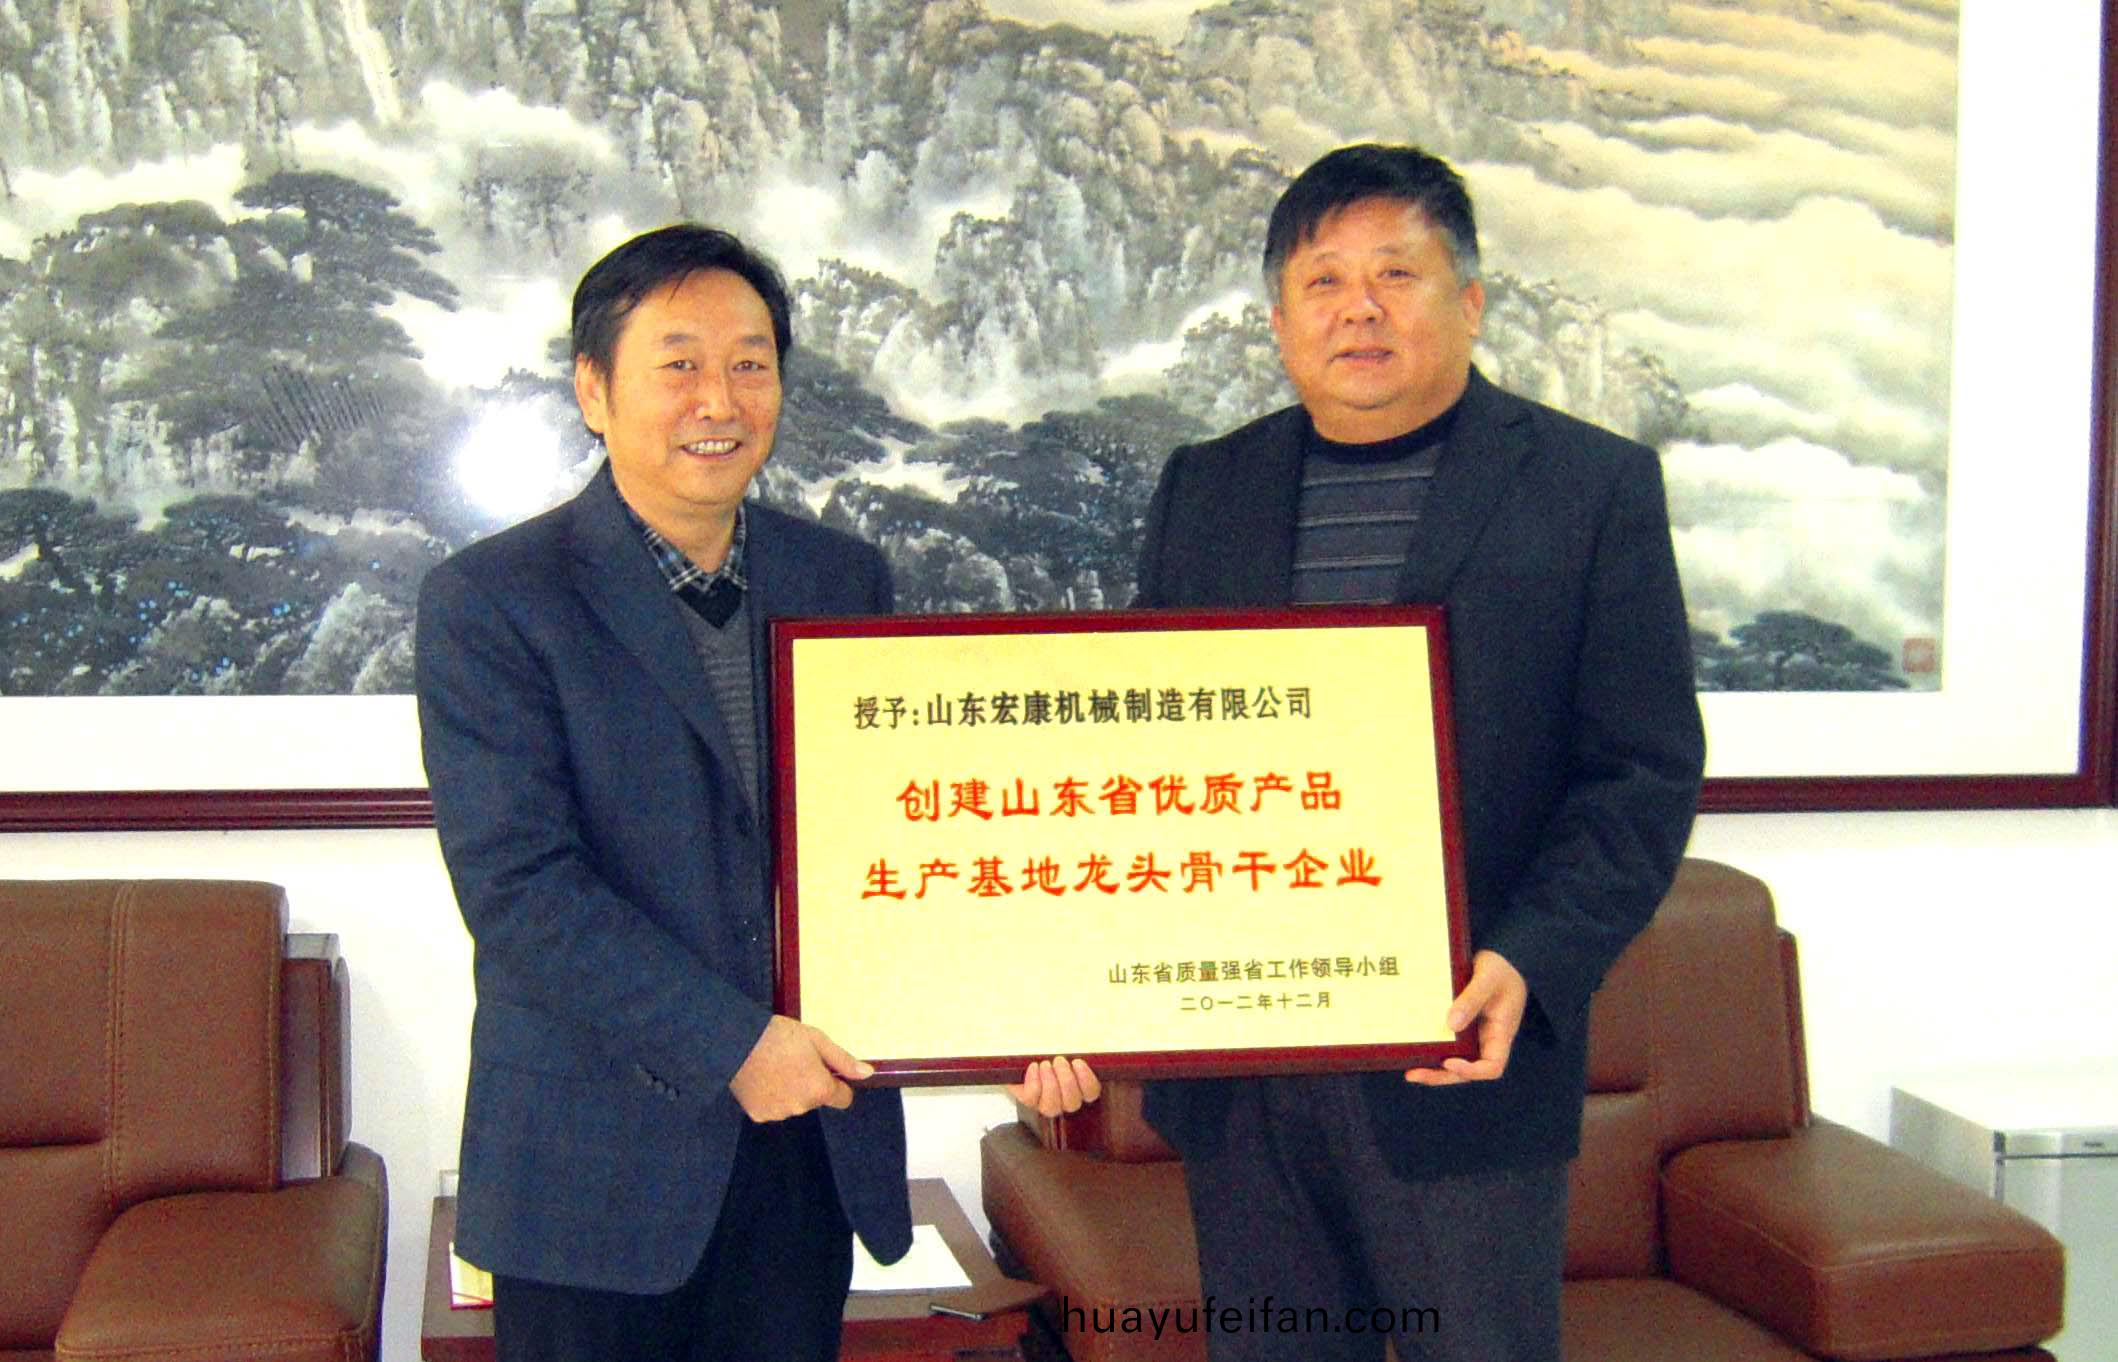 授予:山东宏康机械制造有限公司
创建山东省优质产品
生产基地龙头骨干企业
山东省质量强省工作领导小组
二〇一二年十二月
huayufeifan.com